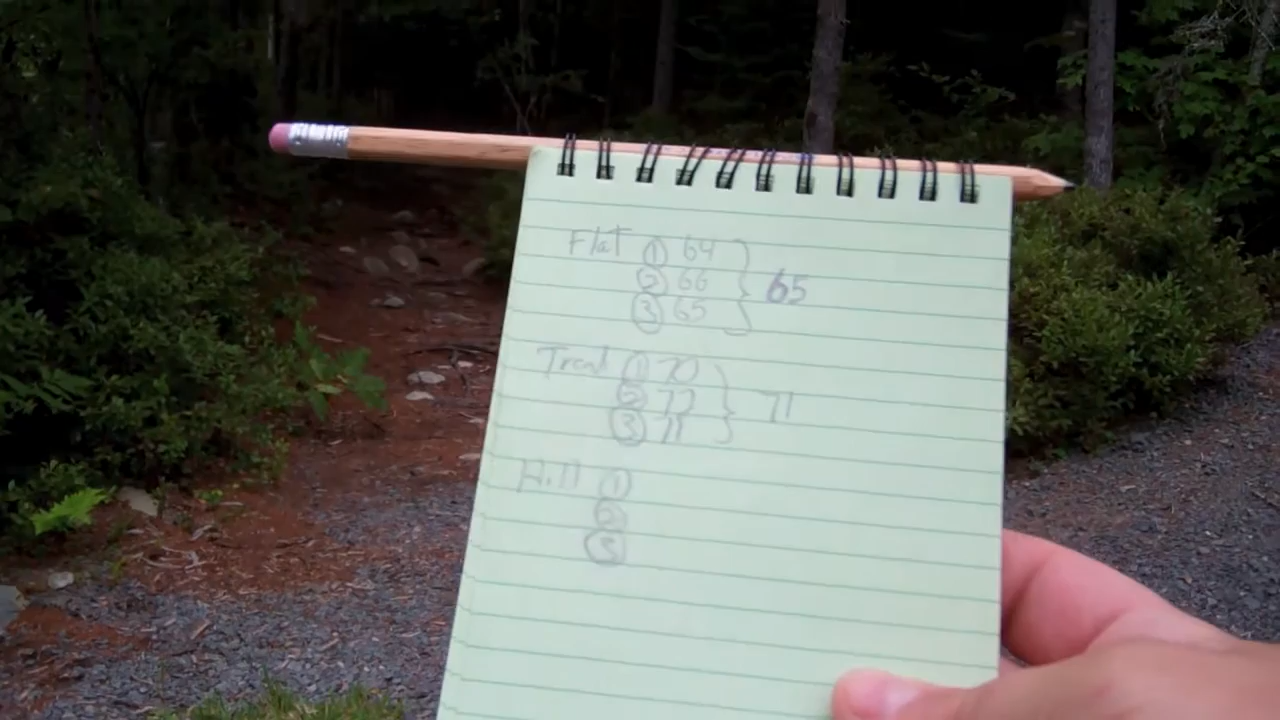 Flat ① 64
② 66 } 65
③ 65
Tread ① 70
② 72 } 71
③ 71
Hill ①
②
③